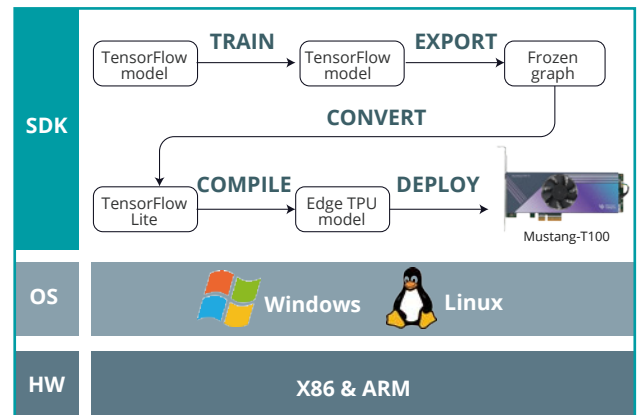 TRAIN
EXPORT
TensorFlow
model
TensorFlow
model
Frozen
graph
SDK
CONVERT
COMPILE
DEPLOY
TensorFlow
Lite
Edge TPU
model
Mustang-T100
OS
Windows
Linux
HW
X86 & ARM